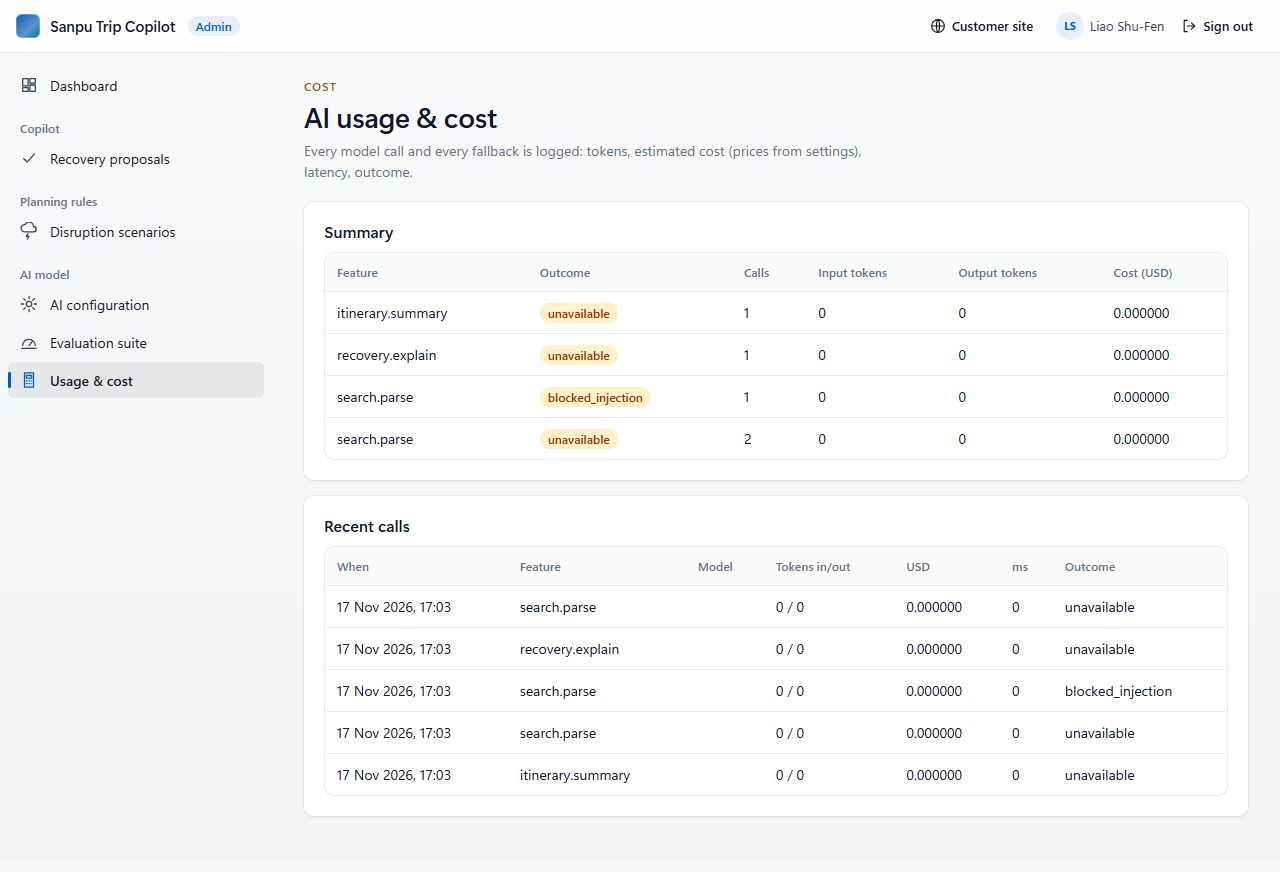 Sanpu Trip Copilot Admin Customer site LS Liao Shu-Fen Sign out
Dashboard
Copilot
Recovery proposals
Planning rules
Disruption scenarios
AI model
AI configuration
Evaluation suite
Usage & cost
COST
AI usage & cost
Every model call and every fallback is logged: tokens, estimated cost (prices from settings),
latency, outcome.
Summary
Feature Outcome Calls Input tokens Output tokens Cost (USD)
itinerary.summary unavailable 1 0 0 0.000000
recovery.explain unavailable 1 0 0 0.000000
search.parse blocked_injection 1 0 0 0.000000
search.parse unavailable 2 0 0 0.000000
Recent calls
When Feature Model Tokens in/out USD ms Outcome
17 Nov 2026, 17:03 search.parse 0 / 0 0.000000 0 unavailable
17 Nov 2026, 17:03 recovery.explain 0 / 0 0.000000 0 unavailable
17 Nov 2026, 17:03 search.parse 0 / 0 0.000000 0 blocked_injection
17 Nov 2026, 17:03 search.parse 0 / 0 0.000000 0 unavailable
17 Nov 2026, 17:03 itinerary.summary 0 / 0 0.000000 0 unavailable